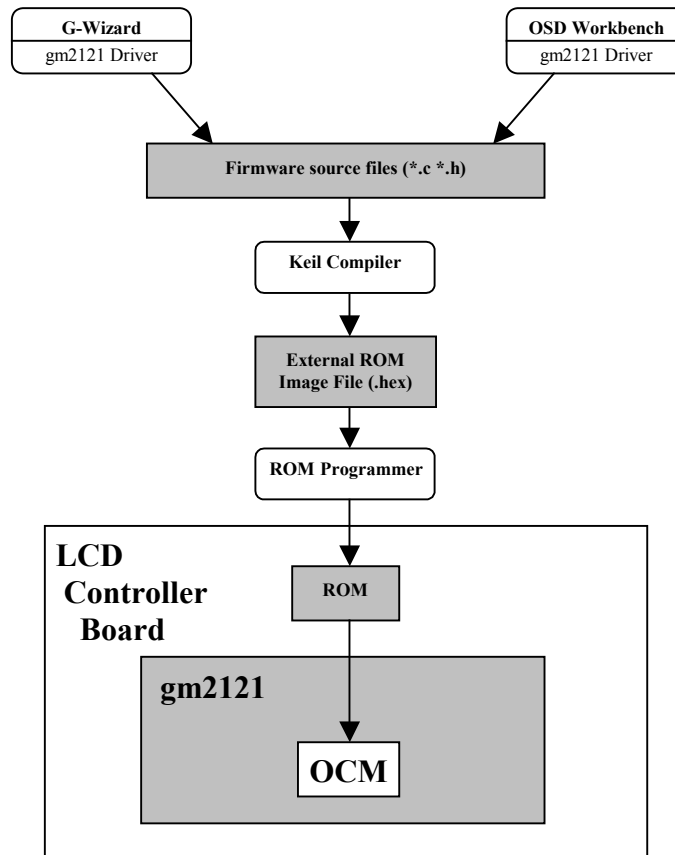 G-Wizard
gm2121 Driver
OSD Workbench
gm2121 Driver
Firmware source files (*.c *.h)
Keil Compiler
External ROM
Image File (.hex)
ROM Programmer
LCD
Controller
Board
ROM
gm2121
OCM